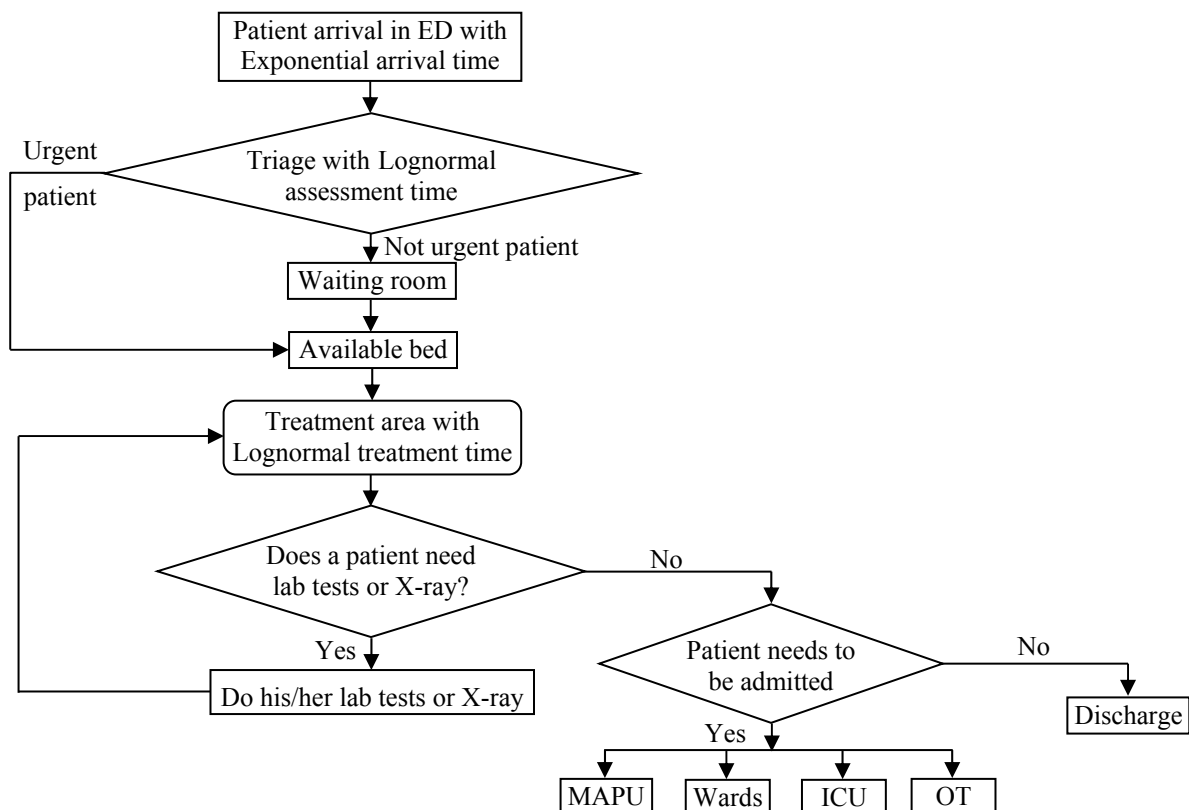 Patient arrival in ED with
Exponential arrival time
Urgent
patient
Triage with Lognormal
assessment time
Not urgent patient
Waiting room
Available bed
Treatment area with
Lognormal treatment time
Does a patient need
lab tests or X-ray?
No
Yes
Do his/her lab tests or X-ray
Patient needs to
be admitted
No
Discharge
Yes
MAPU
Wards
ICU
OT